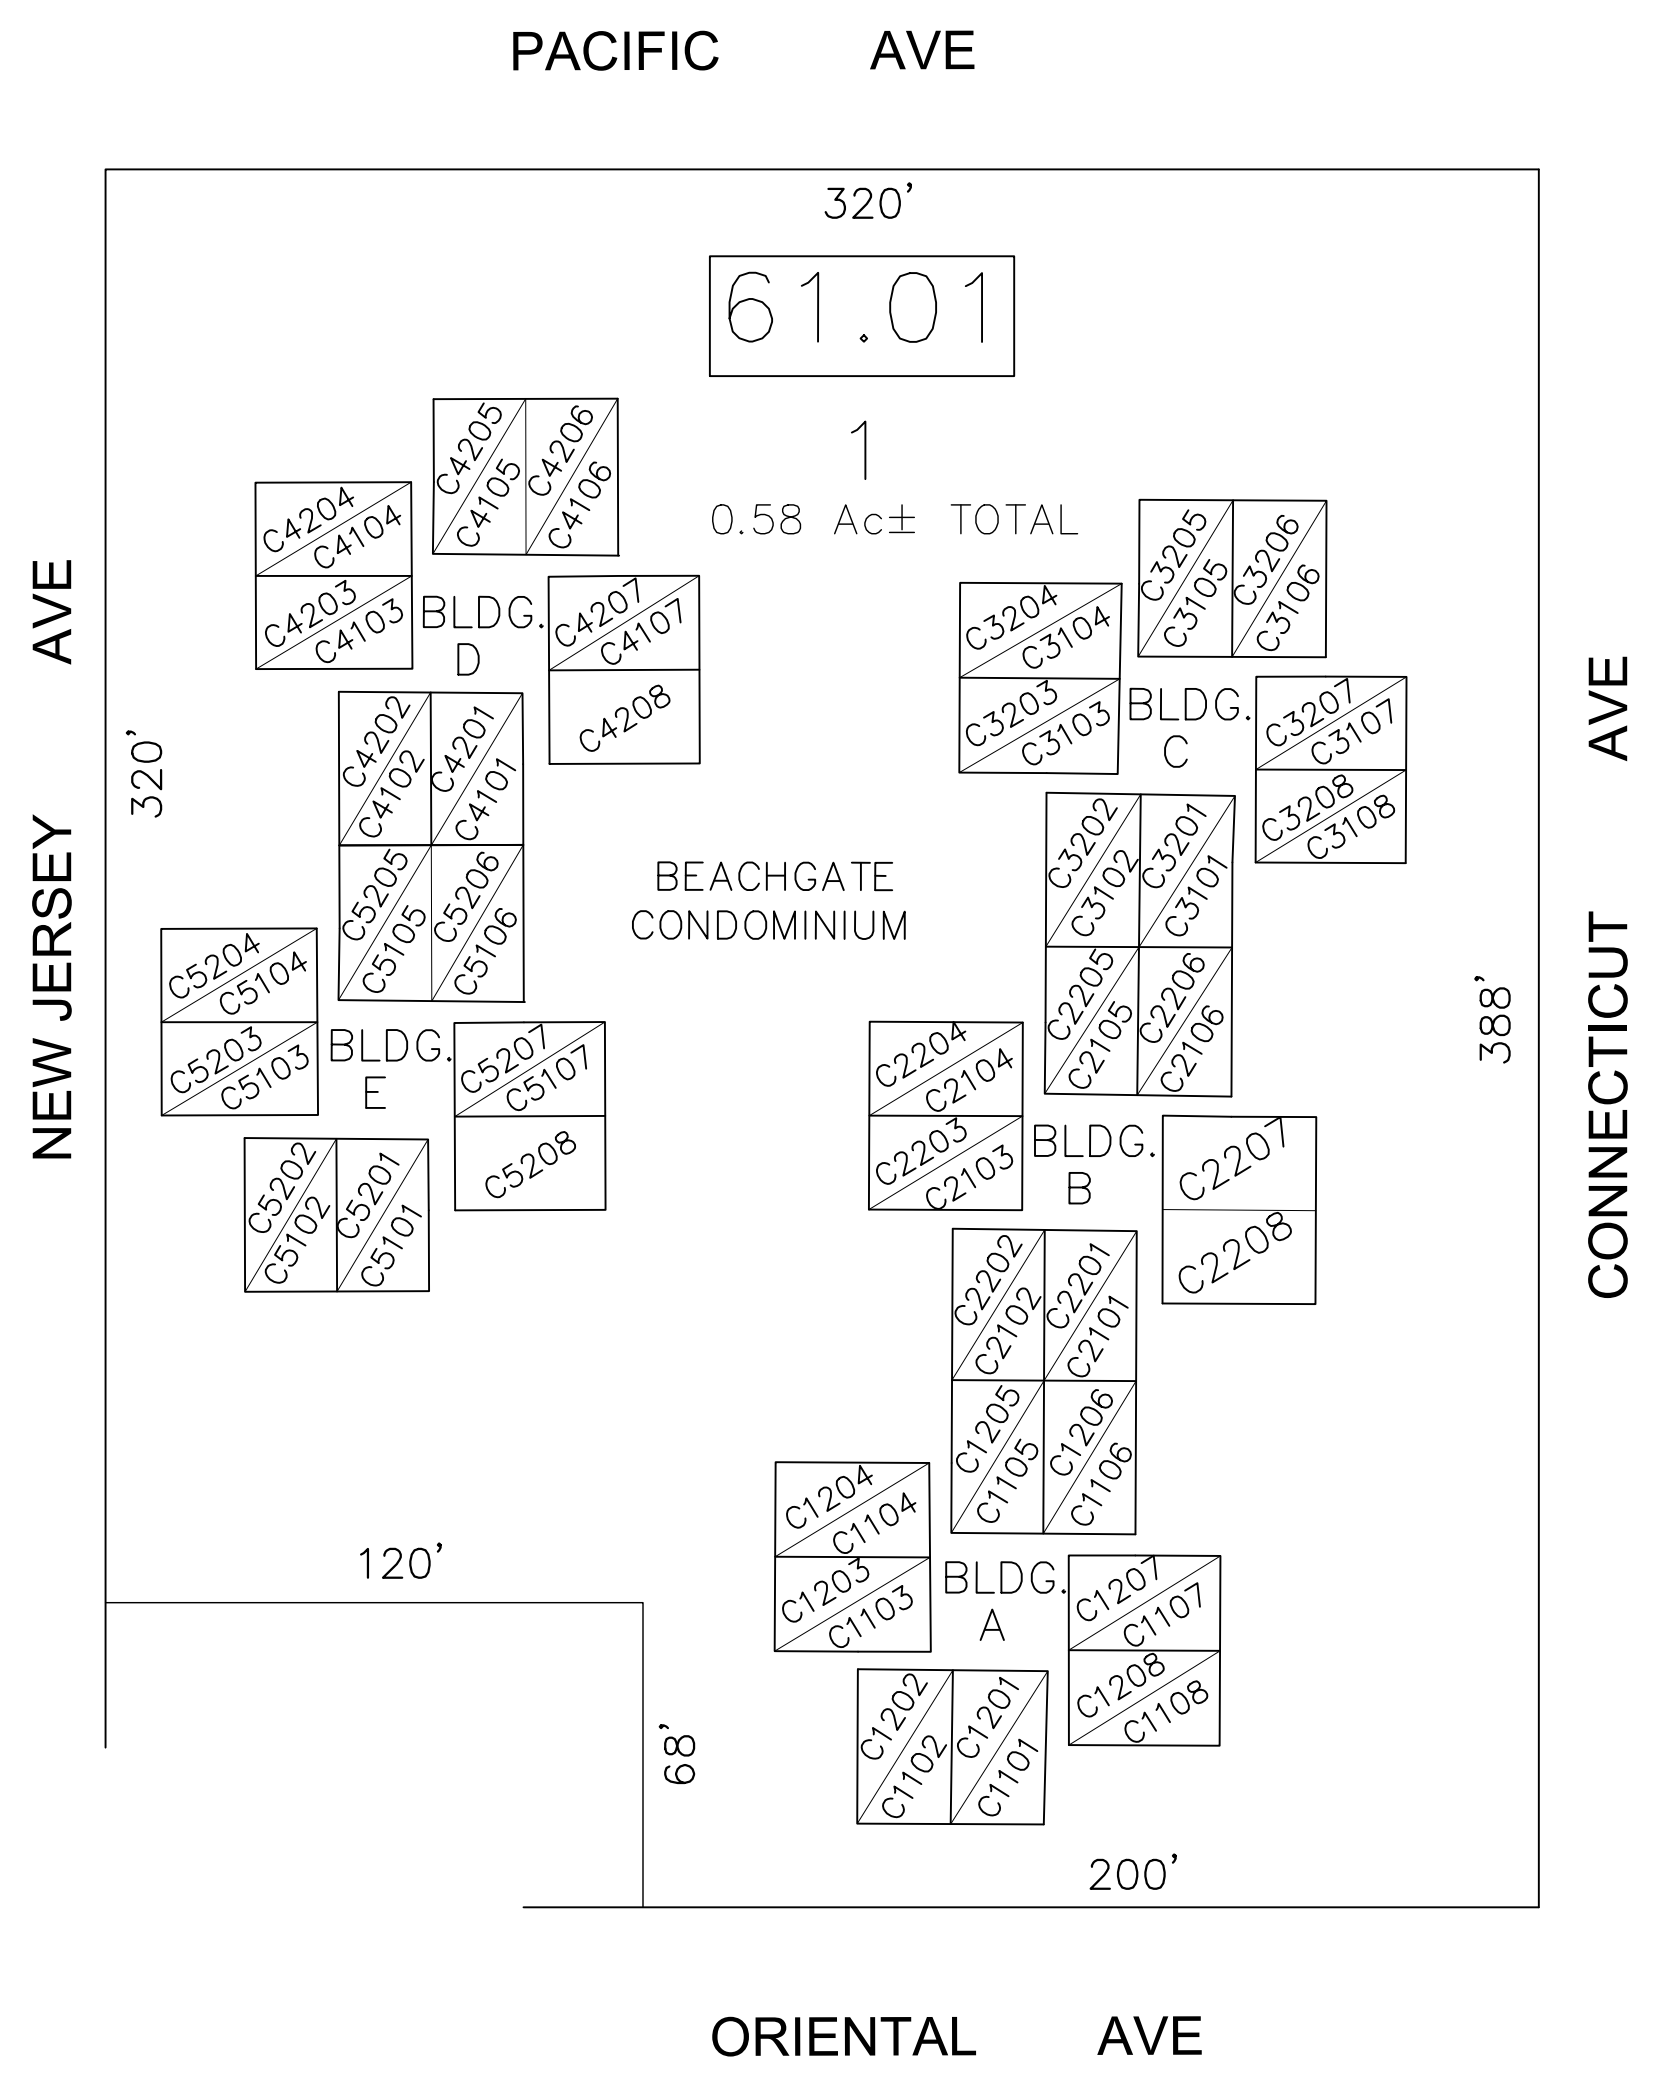 PACIFIC AVE
320'
61.01
1
0.58 Ac± TOTAL
NEW JERSEY AVE
320'
CONNECTICUT AVE
388'
C4205
C4105
C4206
C4106
C4204
C4104
C4203
C4103
BLDG.
D
C4207
C4107
C4208
C4202
C4102
C4201
C4101
C3205
C3105
C3206
C3106
C3204
C3104
C3203
C3103
BLDG.
C
C3207
C3107
C3208
C3108
C3202
C3102
C3201
C3101
BEACHGATE
CONDOMINIUM
C5205
C5105
C5206
C5106
C5204
C5104
C5203
C5103
BLDG.
E
C5207
C5107
C5208
C5202
C5102
C5201
C5101
C2205
C2105
C2206
C2106
C2204
C2104
C2203
C2103
BLDG.
B
C2207
C2208
C2202
C2102
C2201
C2101
C1205
C1105
C1206
C1106
C1204
C1104
C1203
C1103
BLDG.
A
C1207
C1107
C1208
C1108
C1202
C1102
C1201
C1101
120'
68'
200'
ORIENTAL AVE